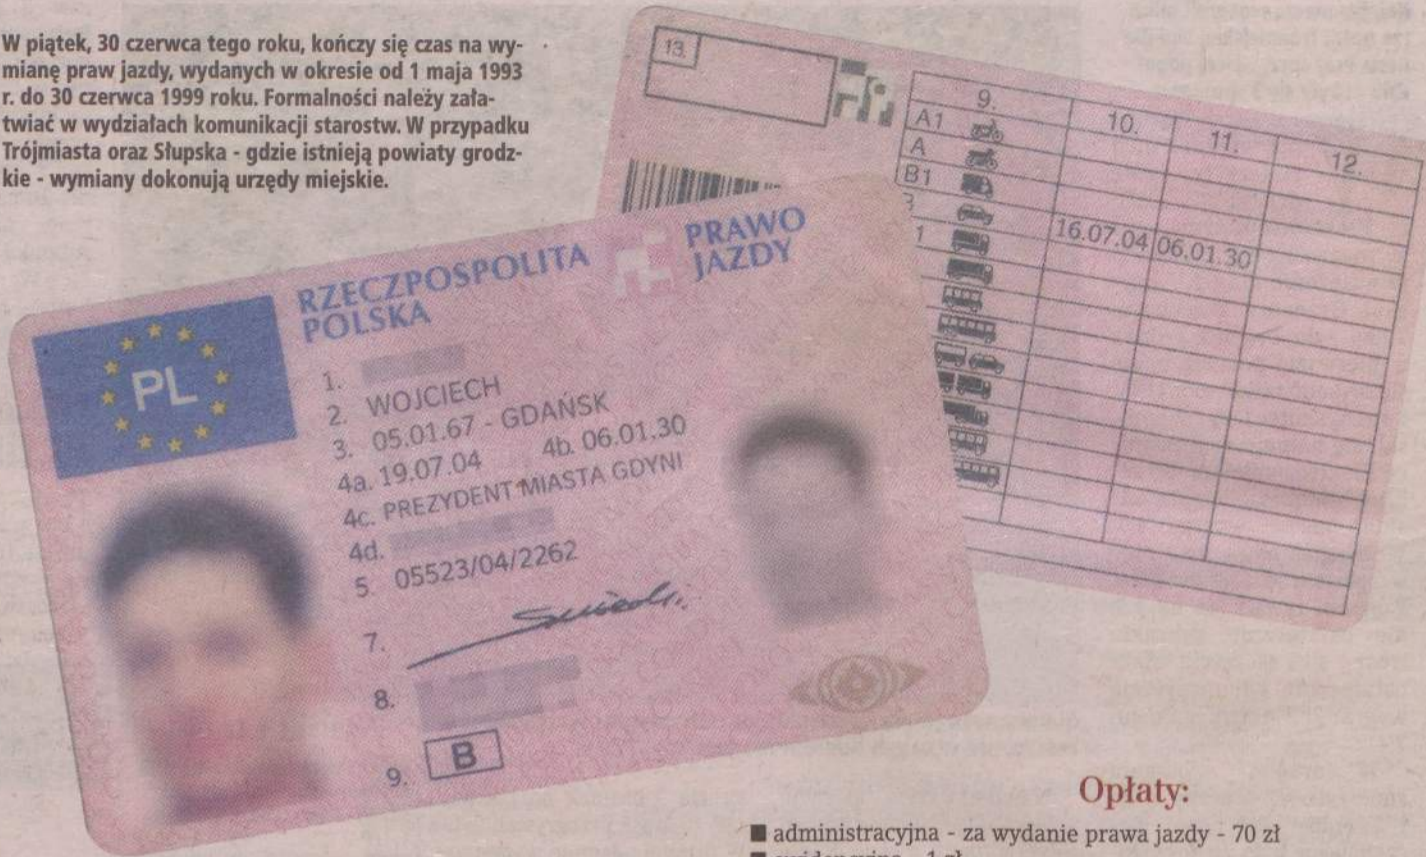 W piątek, 30 czerwca tego roku, kończy się czas na wy-
mianę praw jazdy, wydanych w okresie od 1 maja 1993
r. do 30 czerwca 1999 roku. Formalności należy zała-
twiać w wydziałach komunikacji starostw. W przypadku
Trójmiasta oraz Słupska - gdzie istnieją powiaty grodz-
kie - wymiany dokonują urzędy miejskie.
13.
9. 10. 11. 12.
A1
A
B1
16.07.04 06.01.30
1
RZECZPOSPOLITA
POLSKA
PRAWO
JAZDY
PL
1.
2. WOJCIECH
3. 05.01.67 - GDAŃSK
4a. 19.07.04 4b. 06.01.30
4c. PREZYDENT MIASTA GDYNI
4d.
5. 05523/04/2262
7.
8.
9. B
Opłaty:
■ administracyjna - za wydanie prawa jazdy - 70 zł